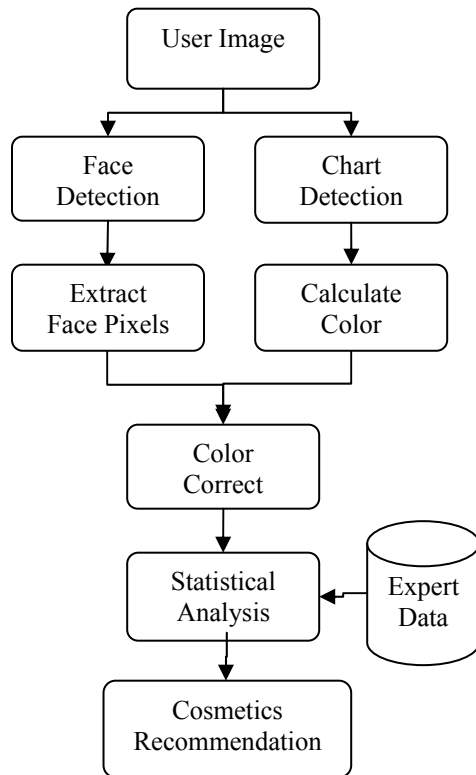 User Image
Face
Detection
Chart
Detection
Extract
Face Pixels
Calculate
Color
Color
Correct
Statistical
Analysis
Expert
Data
Cosmetics
Recommendation